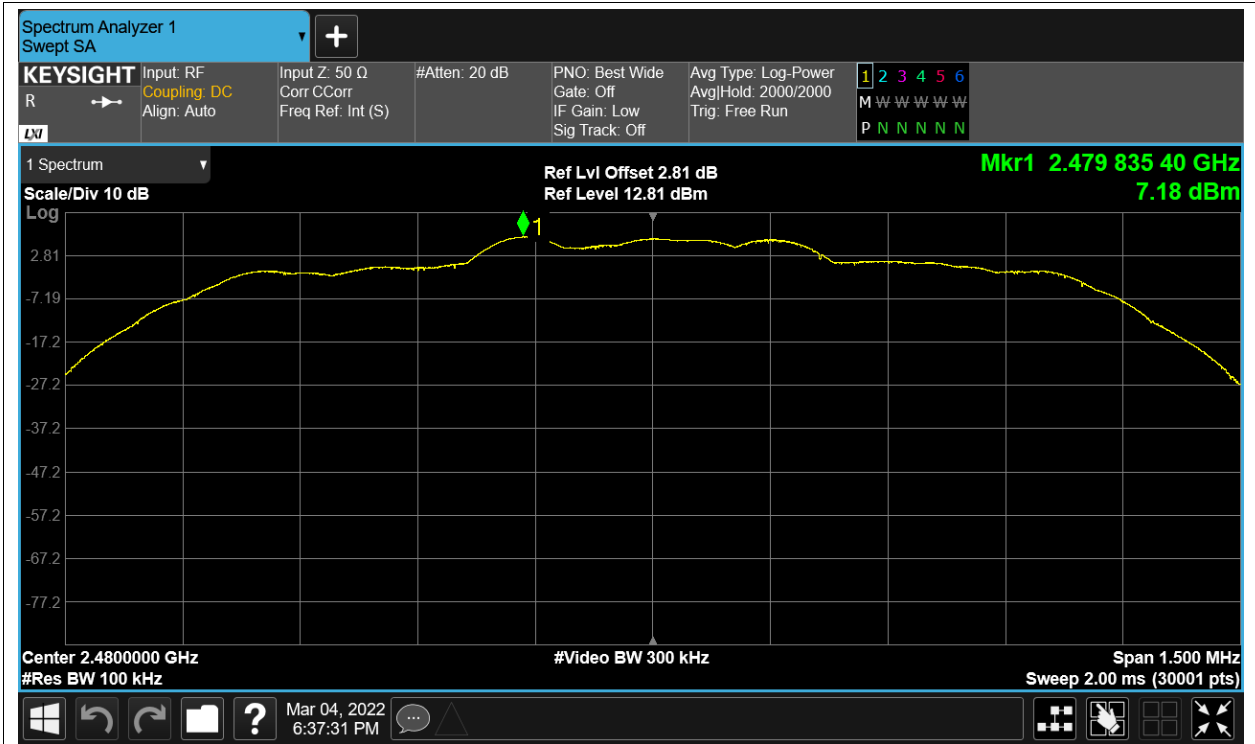 Spectrum Analyzer 1
Swept SA
KEYSIGHT
R
LXI
Input: RF
Coupling: DC
Align: Auto
Input Z: 50 Ω
Corr CCorr
Freq Ref: Int (S)
#Atten: 20 dB
PNO: Best Wide
Gate: Off
IF Gain: Low
Sig Track: Off
Avg Type: Log-Power
Avg|Hold: 2000/2000
Trig: Free Run
1 2 3 4 5 6
M W W W W W
P N N N N N
1 Spectrum
Scale/Div 10 dB
Log
Ref Lvl Offset 2.81 dB
Ref Level 12.81 dBm
Mkr1 2.479 835 40 GHz
7.18 dBm
1
2.81
-7.19
-17.2
-27.2
-37.2
-47.2
-57.2
-67.2
-77.2
Center 2.4800000 GHz
#Res BW 100 kHz
#Video BW 300 kHz
Span 1.500 MHz
Sweep 2.00 ms (30001 pts)
?
Mar 04, 2022
6:37:31 PM